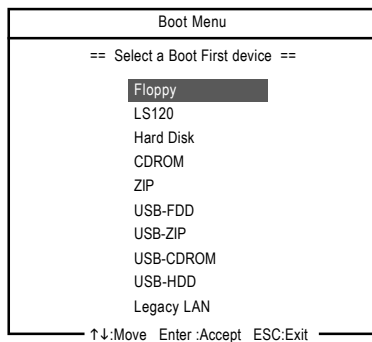 Boot Menu
== Select a Boot First device ==
Floppy
LS120
Hard Disk
CDROM
ZIP
USB-FDD
USB-ZIP
USB-CDROM
USB-HDD
Legacy LAN
↑↓:Move Enter :Accept ESC:Exit